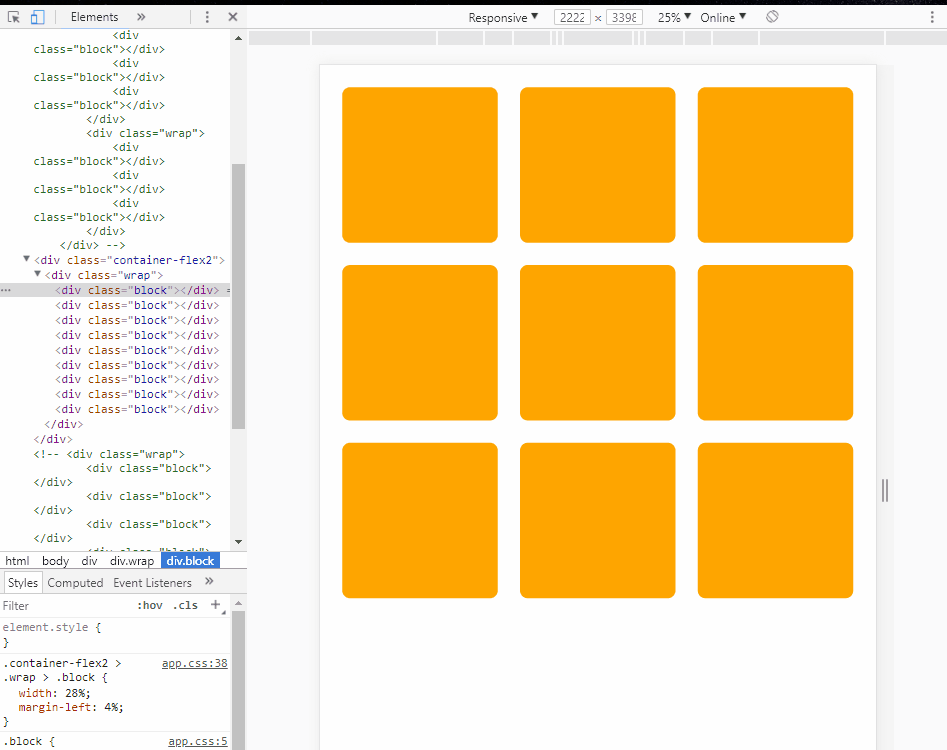 Elements »
Responsive ▼ 2222 × 3398 25% ▼ Online ▼
<div
class="block"></div>
<div
class="block"></div>
<div
class="block"></div>
</div>
<div class="wrap">
<div
class="block"></div>
<div
class="block"></div>
<div
class="block"></div>
</div>
</div> -->
▼<div class="container-flex2">
▼<div class="wrap">
<div class="block"></div> =
<div class="block"></div>
<div class="block"></div>
<div class="block"></div>
<div class="block"></div>
<div class="block"></div>
<div class="block"></div>
<div class="block"></div>
<div class="block"></div>
</div>
</div>
<!-- <div class="wrap">
<div class="block">
</div>
<div class="block">
</div>
<div class="block">
</div>
html body div div.wrap div.block
Styles Computed Event Listeners »
Filter :hov .cls +
element.style {
}
.container-flex2 > app.css:38
.wrap > .block {
width: 28%;
margin-left: 4%;
}
.block { app.css:5